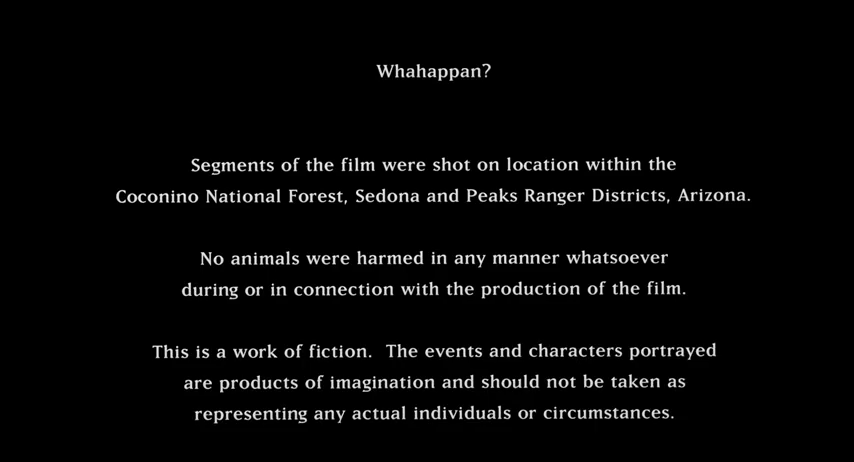 Whahappan?
Segments of the film were shot on location within the
Coconino National Forest, Sedona and Peaks Ranger Districts, Arizona.
No animals were harmed in any manner whatsoever
during or in connection with the production of the film.
This is a work of fiction. The events and characters portrayed
are products of imagination and should not be taken as
representing any actual individuals or circumstances.